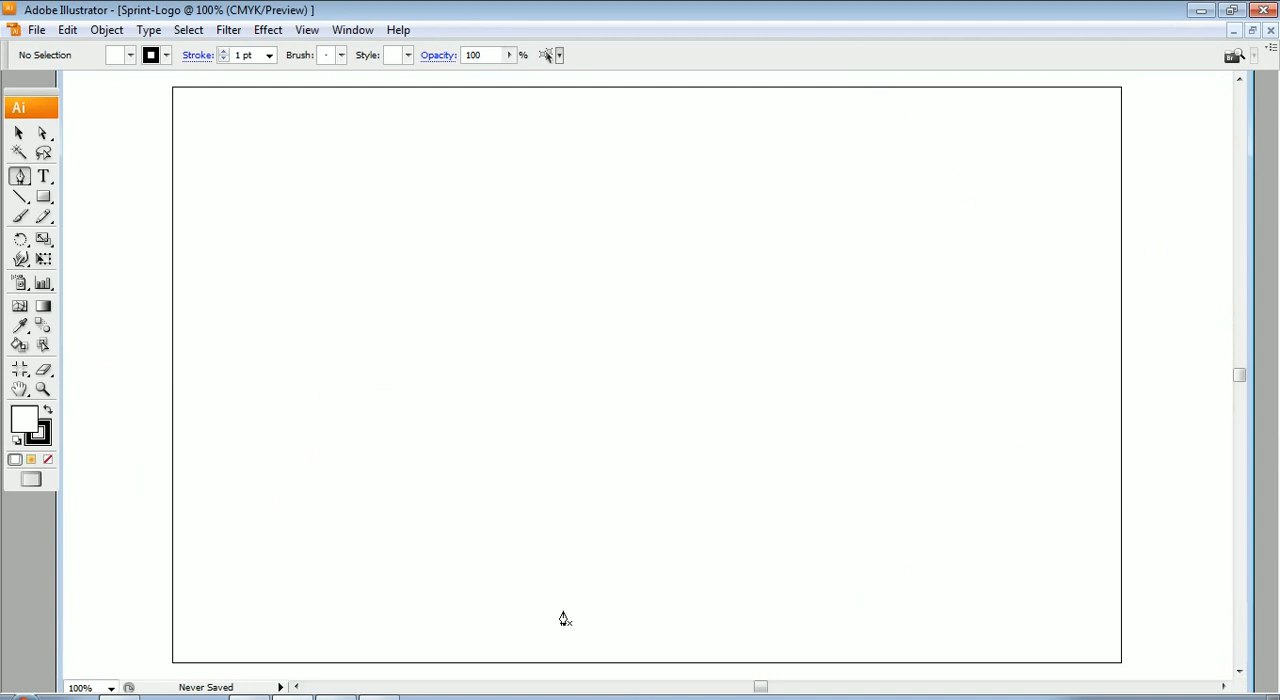 Adobe Illustrator - [Sprint-Logo @ 100% (CMYK/Preview) ]
File Edit Object Type Select Filter Effect View Window Help
No Selection Stroke: 1 pt Brush: Style: Opacity: 100 % Br
Ai
T
100% Never Saved